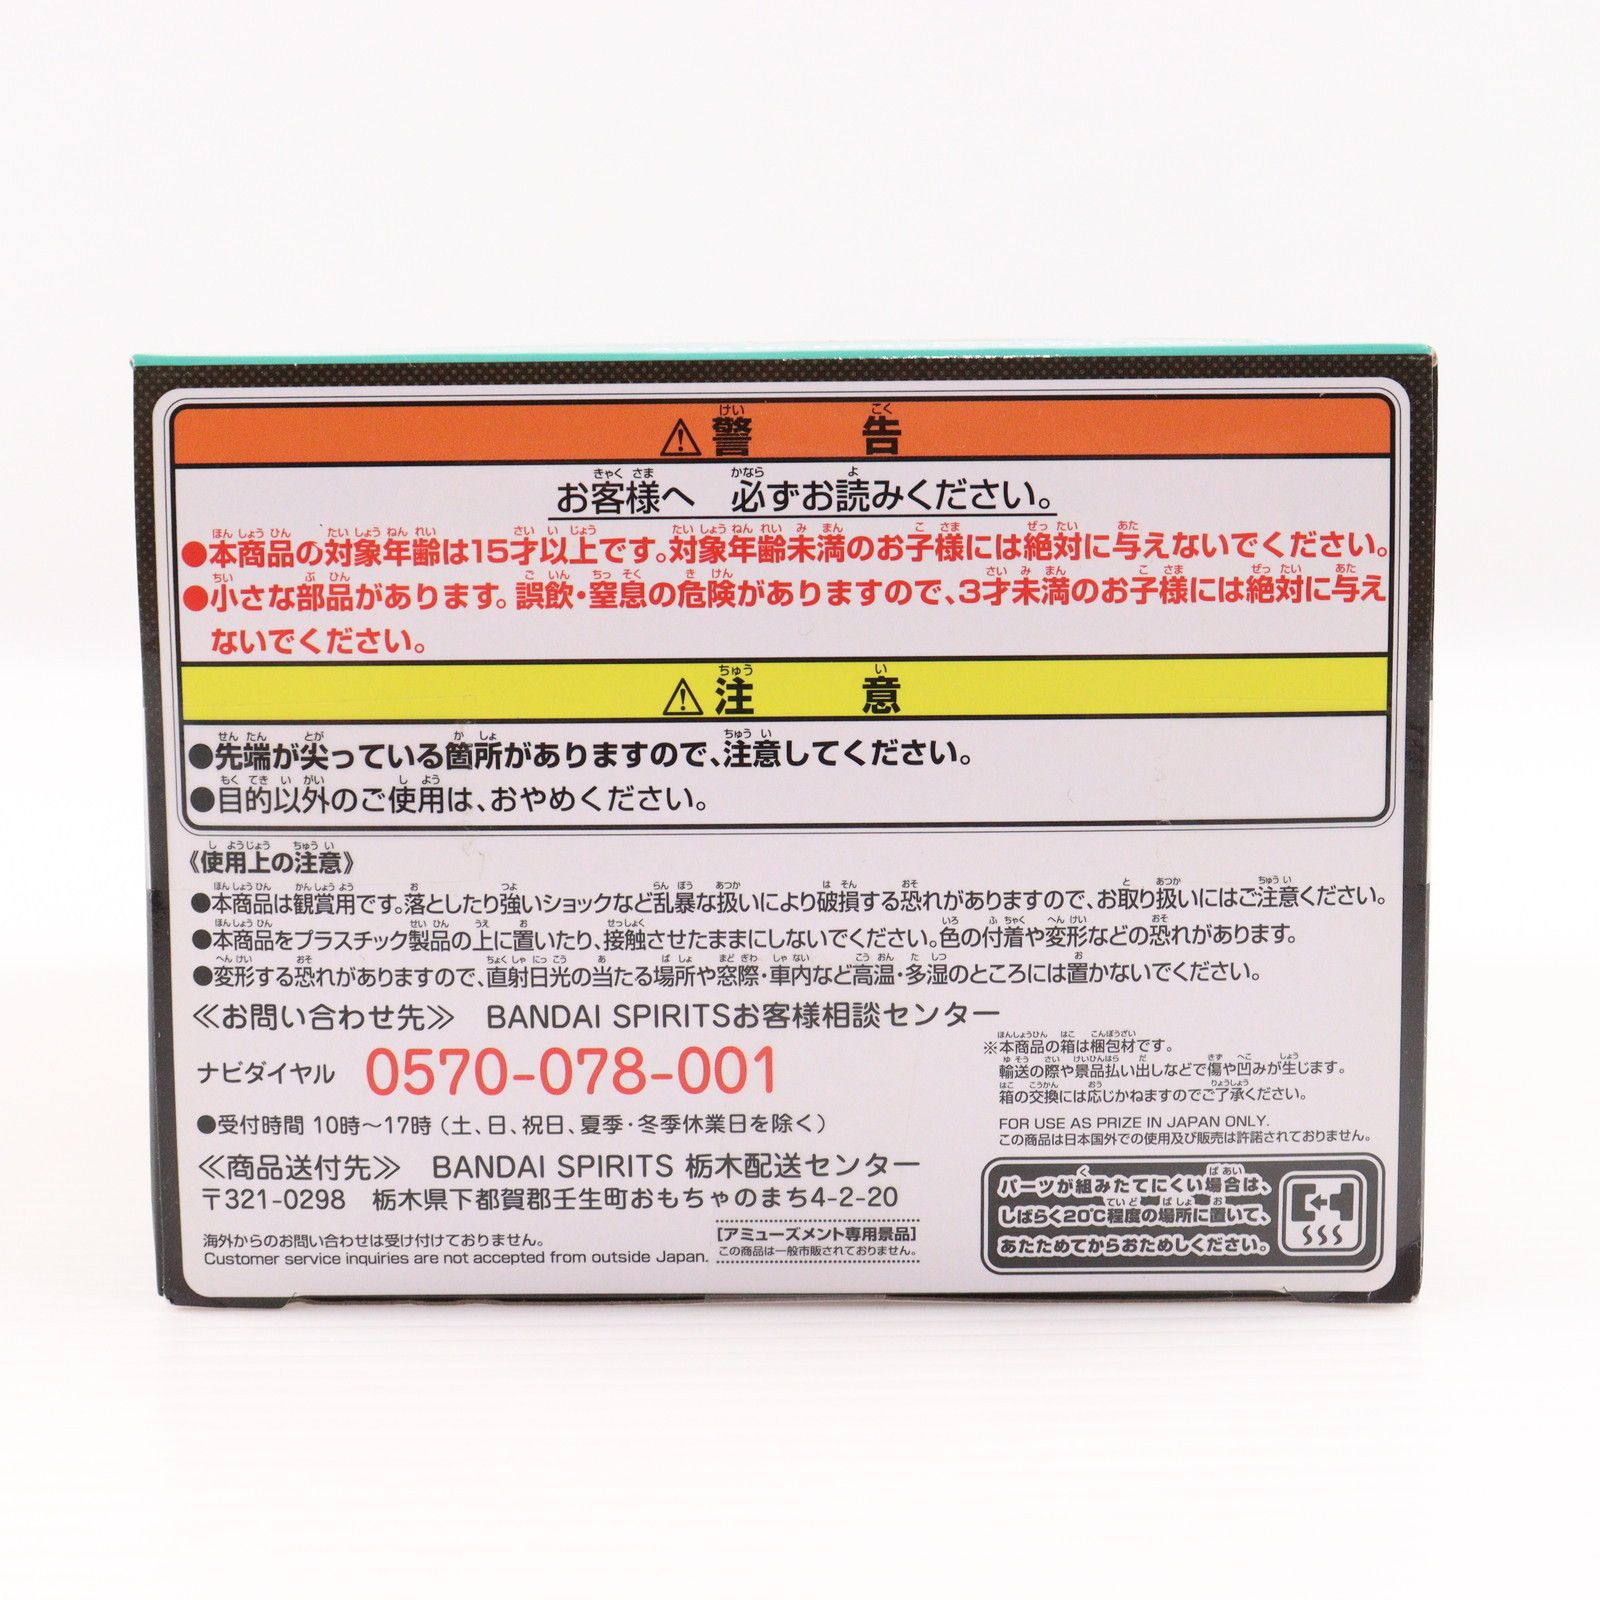 ⚠警告
お客様へ 必ずお読みください。
●本商品の対象年齢は15才以上です。対象年齢未満のお子様には絶対に与えないでください。
●小さな部品があります。誤飲・窒息の危険がありますので、3才未満のお子様には絶対に与え
ないでください。
⚠注意
●先端が尖っている箇所がありますので、注意してください。
●目的以外のご使用は、おやめください。
《使用上の注意》
●本商品は観賞用です。落としたり強いショックなど乱暴な扱いにより破損する恐れがありますので、お取り扱いにはご注意ください。
●本商品をプラスチック製品の上に置いたり、接触させたままにしないでください。色の付着や変形などの恐れがあります。
●変形する恐れがありますので、直射日光の当たる場所や窓際・車内など高温・多湿のところには置かないでください。
≪お問い合わせ先≫ BANDAI SPIRITSお客様相談センター
ナビダイヤル 0570-078-001
●受付時間 10時～17時（土、日、祝日、夏季・冬季休業日を除く）
≪商品送付先≫ BANDAI SPIRITS 栃木配送センター
〒321-0298 栃木県下都賀郡壬生町おもちゃのまち4-2-20
海外からのお問い合わせは受け付けておりません。
Customer service inquiries are not accepted from outside Japan.
[アミューズメント専用景品]
この商品は一般市販されておりません。
※本商品の箱は梱包材です。
輸送の際や景品払い出しなどで傷や凹みが生じます。
箱の交換には応じかねますのでご了承ください。
FOR USE AS PRIZE IN JAPAN ONLY.
この商品は日本国外での使用及び販売は許諾されておりません。
パーツが組みたてにくい場合は、
しばらく20℃程度の場所に置いて、
あたためてからおためしください。